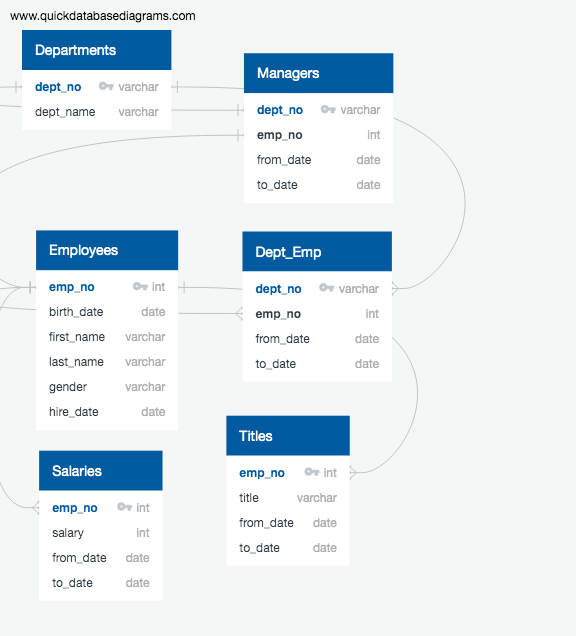 www.quickdatabasediagrams.com
Departments
dept_no varchar
dept_name varchar
Managers
dept_no varchar
emp_no int
from_date date
to_date date
Employees
emp_no int
birth_date date
first_name varchar
last_name varchar
gender varchar
hire_date date
Dept_Emp
dept_no varchar
emp_no int
from_date date
to_date date
Titles
emp_no int
title varchar
from_date date
to_date date
Salaries
emp_no int
salary int
from_date date
to_date date